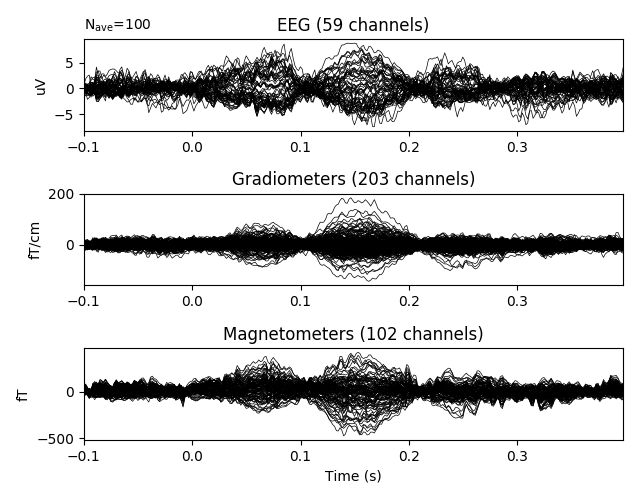 Nave=100
EEG (59 channels)
5
0
−5
uV
−0.1 0.0 0.1 0.2 0.3
Gradiometers (203 channels)
200
0
fT/cm
−0.1 0.0 0.1 0.2 0.3
Magnetometers (102 channels)
0
−500
fT
−0.1 0.0 0.1 0.2 0.3
Time (s)